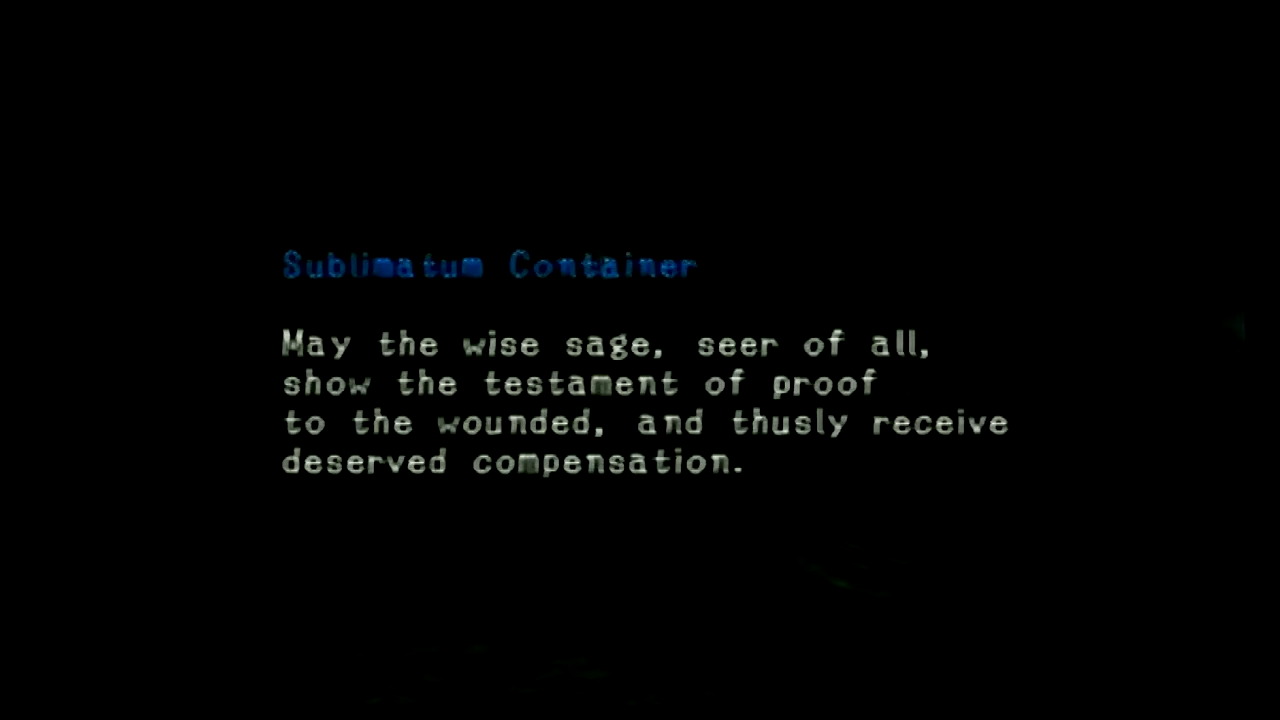 Sublimatum Container
May the wise sage, seer of all,
show the testament of proof
to the wounded, and thusly receive
deserved compensation.